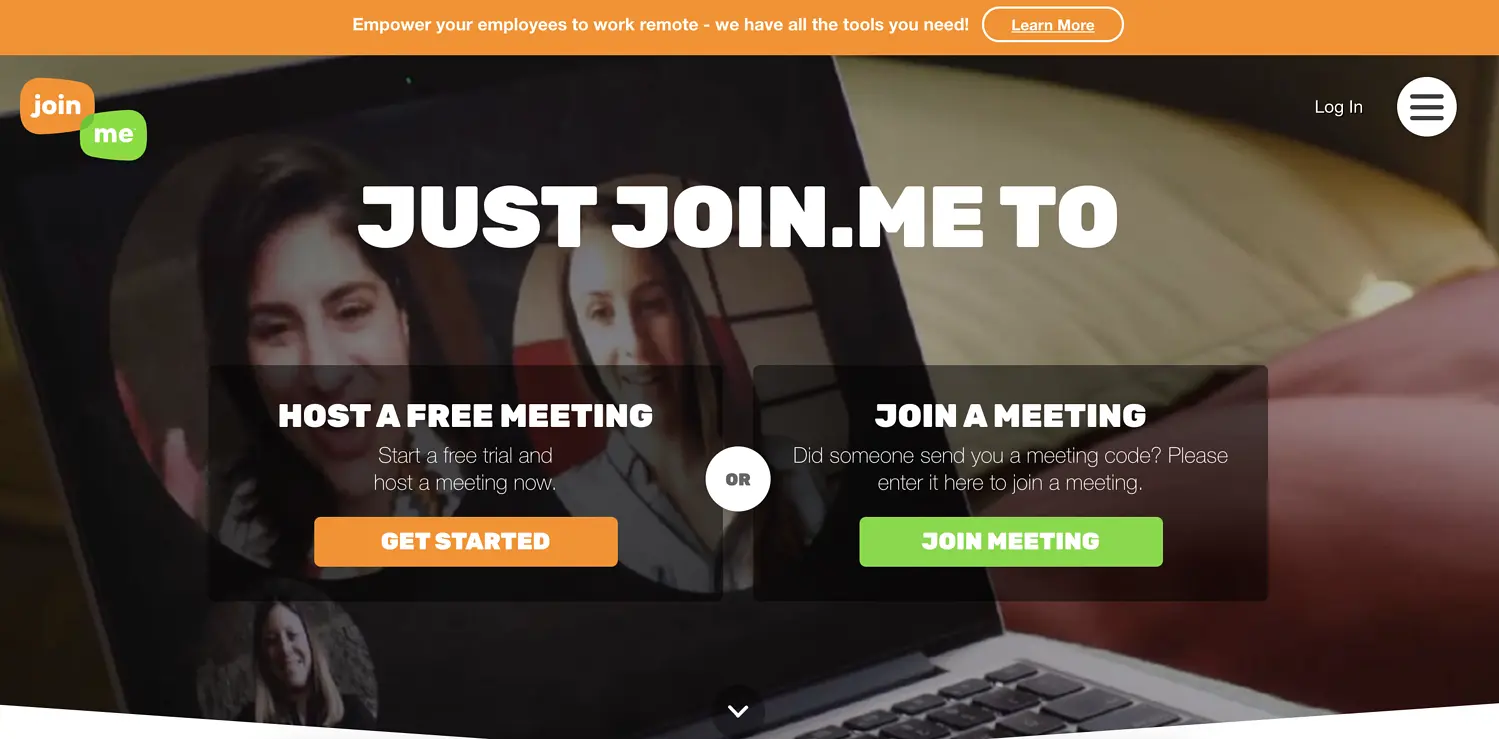 Empower your employees to work remote - we have all the tools you need! Learn More
join
me
Log In
JUST JOIN.ME TO
HOST A FREE MEETING
Start a free trial and
host a meeting now.
GET STARTED
OR
JOIN A MEETING
Did someone send you a meeting code? Please
enter it here to join a meeting.
JOIN MEETING